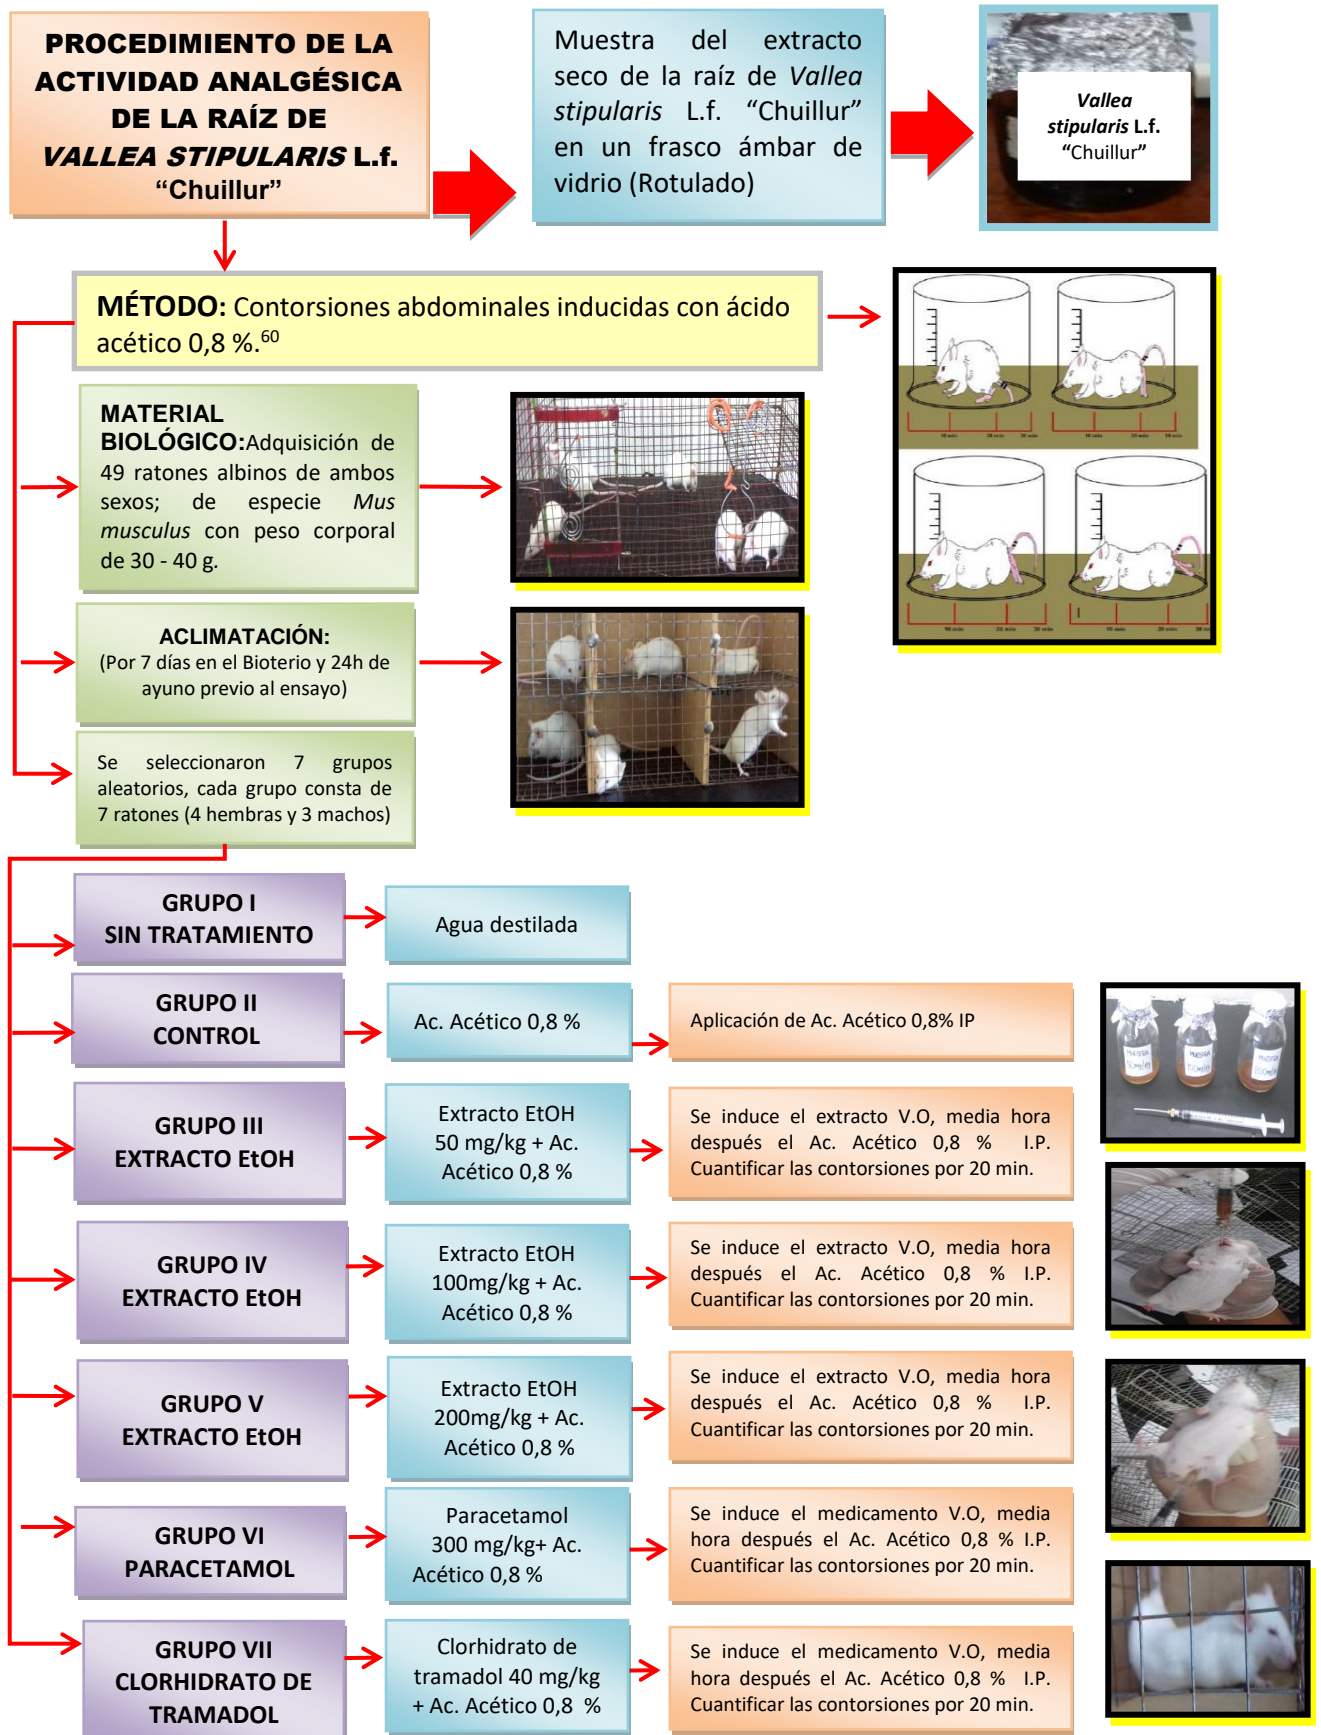 PROCEDIMIENTO DE LA
ACTIVIDAD ANALGÉSICA
DE LA RAÍZ DE
VALLEA STIPULARIS L.f.
“Chuillur”
Muestra del extracto
seco de la raíz de Vallea
stipularis L.f. “Chuillur”
en un frasco ámbar de
vidrio (Rotulado)
Vallea
stipularis L.f.
“Chuillur”
MÉTODO: Contorsiones abdominales inducidas con ácido
acético 0,8 %.60
MATERIAL
BIOLÓGICO:Adquisición de
49 ratones albinos de ambos
sexos; de especie Mus
musculus con peso corporal
de 30 - 40 g.
ACLIMATACIÓN:
(Por 7 días en el Bioterio y 24h de
ayuno previo al ensayo)
Se seleccionaron 7 grupos
aleatorios, cada grupo consta de
7 ratones (4 hembras y 3 machos)
GRUPO I
SIN TRATAMIENTO
Agua destilada
GRUPO II
CONTROL
Ac. Acético 0,8 %
Aplicación de Ac. Acético 0,8% IP
GRUPO III
EXTRACTO EtOH
Extracto EtOH
50 mg/kg + Ac.
Acético 0,8 %
Se induce el extracto V.O, media hora
después el Ac. Acético 0,8 % I.P.
Cuantificar las contorsiones por 20 min.
GRUPO IV
EXTRACTO EtOH
Extracto EtOH
100mg/kg + Ac.
Acético 0,8 %
Se induce el extracto V.O, media hora
después el Ac. Acético 0,8 % I.P.
Cuantificar las contorsiones por 20 min.
GRUPO V
EXTRACTO EtOH
Extracto EtOH
200mg/kg + Ac.
Acético 0,8 %
Se induce el extracto V.O, media hora
después el Ac. Acético 0,8 % I.P.
Cuantificar las contorsiones por 20 min.
GRUPO VI
PARACETAMOL
Paracetamol
300 mg/kg+ Ac.
Acético 0,8 %
Se induce el medicamento V.O, media
hora después el Ac. Acético 0,8 % I.P.
Cuantificar las contorsiones por 20 min.
GRUPO VII
CLORHIDRATO DE
TRAMADOL
Clorhidrato de
tramadol 40 mg/kg
+ Ac. Acético 0,8 %
Se induce el medicamento V.O, media
hora después el Ac. Acético 0,8 % I.P.
Cuantificar las contorsiones por 20 min.